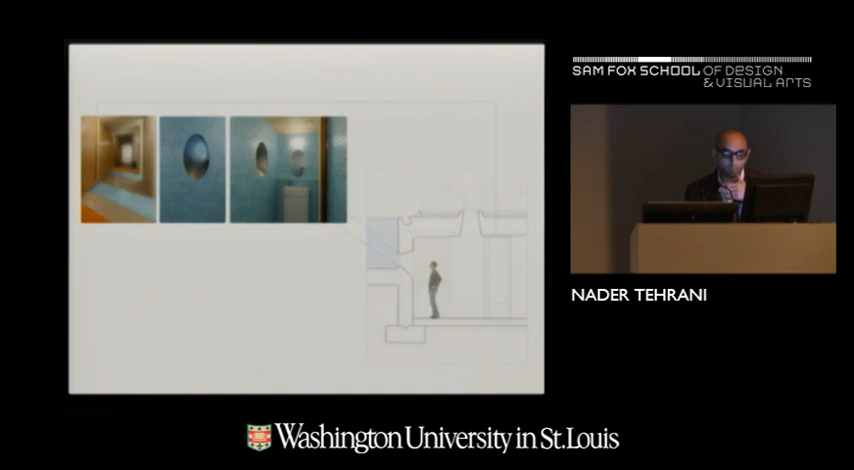 SAM FOX SCHOOL OF DESIGN
& VISUAL ARTS
NADER TEHRANI
Washington University in St. Louis